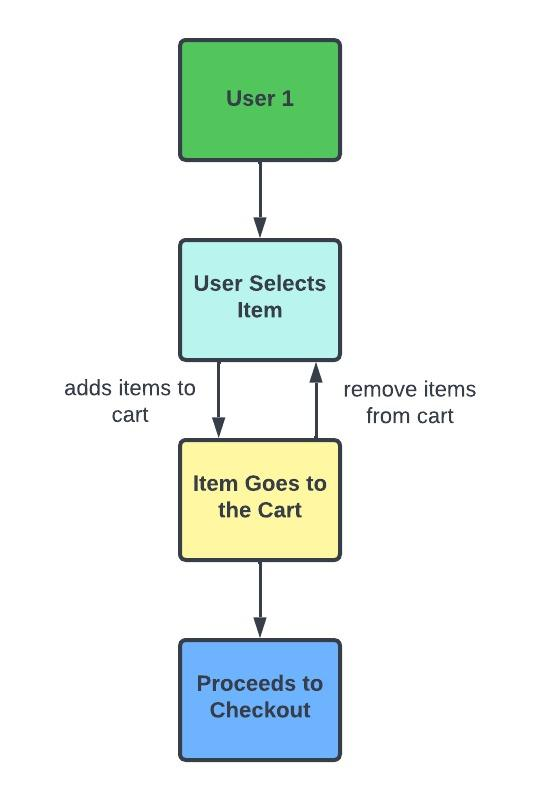 User 1
User Selects
Item
adds items to
cart
remove items
from cart
Item Goes to
the Cart
Proceeds to
Checkout